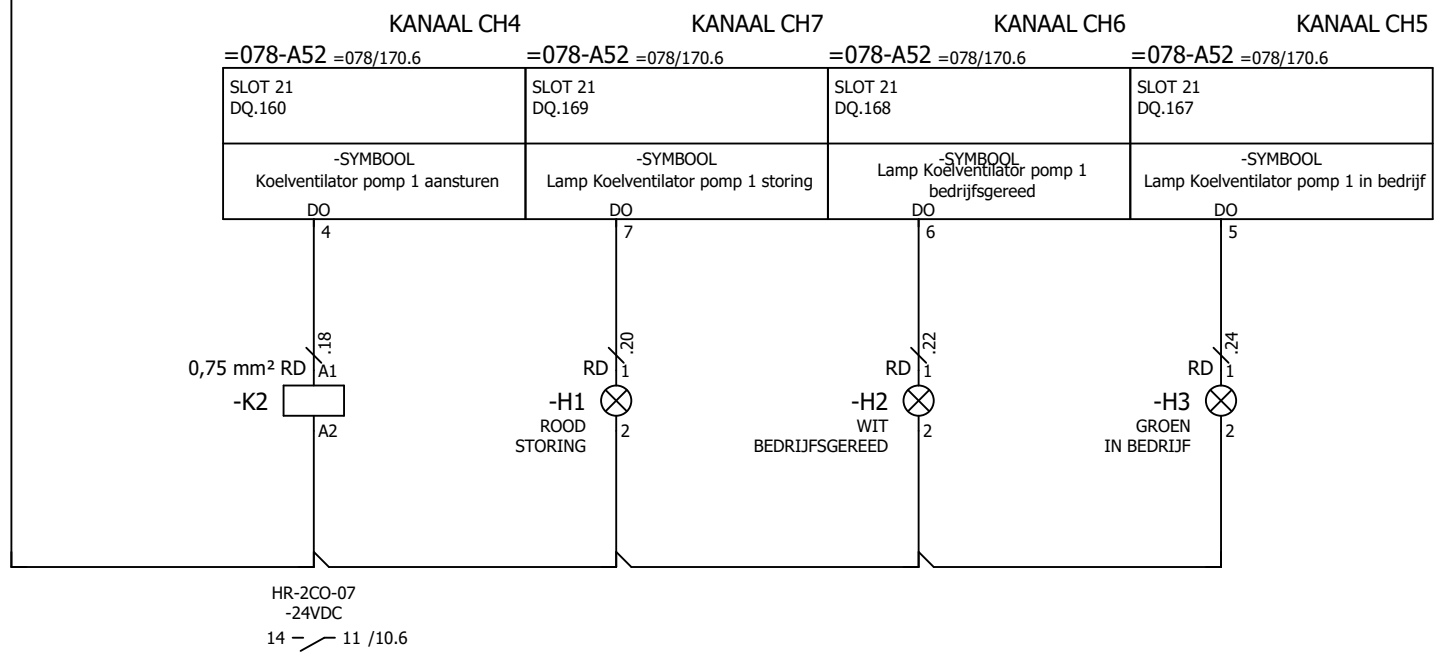 KANAAL CH4 KANAAL CH7 KANAAL CH6 KANAAL CH5
=078-A52 =078/170.6 =078-A52 =078/170.6 =078-A52 =078/170.6 =078-A52 =078/170.6
SLOT 21 SLOT 21 SLOT 21 SLOT 21
DQ.160 DQ.169 DQ.168 DQ.167
-SYMBOOL -SYMBOOL -SYMBOOL -SYMBOOL
Koelventilator pomp 1 aansturen Lamp Koelventilator pomp 1 storing Lamp Koelventilator pomp 1 Lamp Koelventilator pomp 1 in bedrijf
bedrijfsgereed
DO DO DO DO
4 7 6 5
.18 .20 .22 .24
0,75 mm² RD A1 RD 1 RD 1 RD 1
-K2 -H1 -H2 -H3
ROOD WIT GROEN
A2 2 2 2
STORING BEDRIJFSGEREED IN BEDRIJF
HR-2CO-07
-24VDC
14 11 /10.6